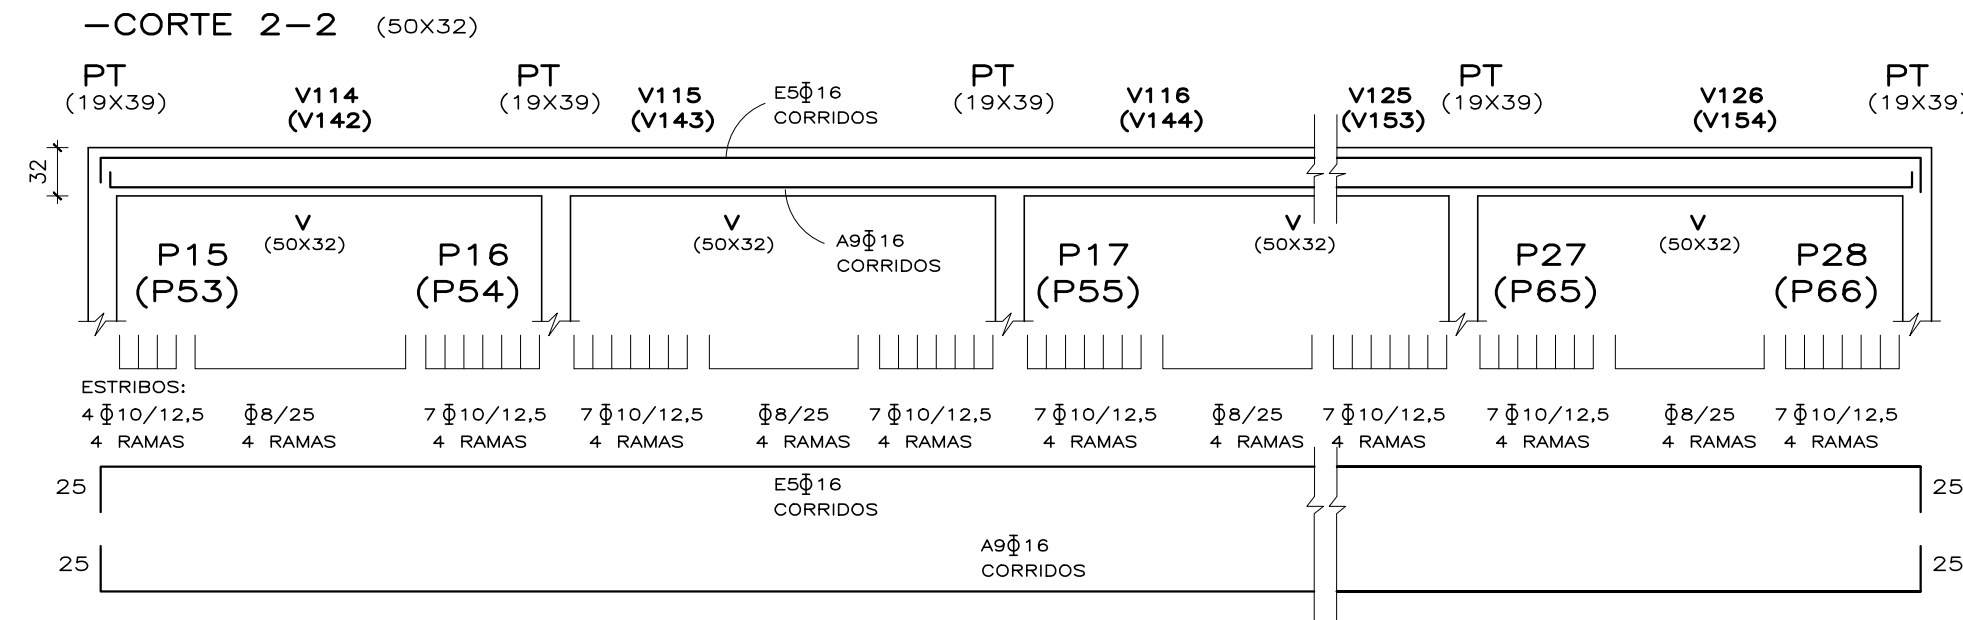 -CORTE 2-2 (50X32)
PT PT PT PT PT
(19X39) (19X39) (19X39) (19X39) (19X39)
V114 V115 V116 V125 V126
(V142) (V143) (V144) (V153) (V154)
E5Φ16
CORRIDOS
32
V V V V
(50X32) (50X32) (50X32) (50X32)
A9Φ16
CORRIDOS
P15 P16 P17 P27 P28
(P53) (P54) (P55) (P65) (P66)
ESTRIBOS:
4Φ10/12,5 Φ8/25 7Φ10/12,5 7Φ10/12,5 Φ8/25 7Φ10/12,5 7Φ10/12,5 Φ8/25 7Φ10/12,5 7Φ10/12,5 Φ8/25 7Φ10/12,5
4 RAMAS 4 RAMAS 4 RAMAS 4 RAMAS 4 RAMAS 4 RAMAS 4 RAMAS 4 RAMAS 4 RAMAS 4 RAMAS 4 RAMAS 4 RAMAS
25 E5Φ16 25
CORRIDOS
A9Φ16
25 CORRIDOS 25